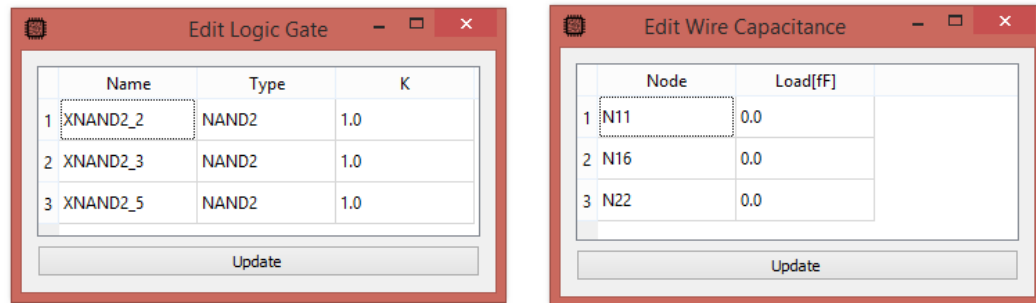 Edit Logic Gate
Name Type K
1 XNAND2_2 NAND2 1.0
2 XNAND2_3 NAND2 1.0
3 XNAND2_5 NAND2 1.0
Update
Edit Wire Capacitance
Node Load[fF]
1 N11 0.0
2 N16 0.0
3 N22 0.0
Update